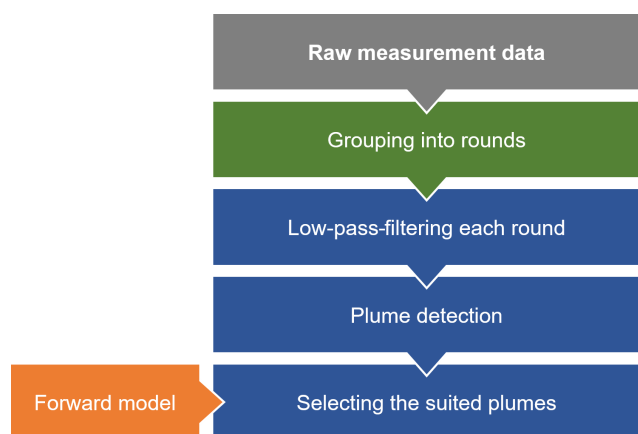 Raw measurement data
Grouping into rounds
Low-pass-filtering each round
Plume detection
Forward model
Selecting the suited plumes